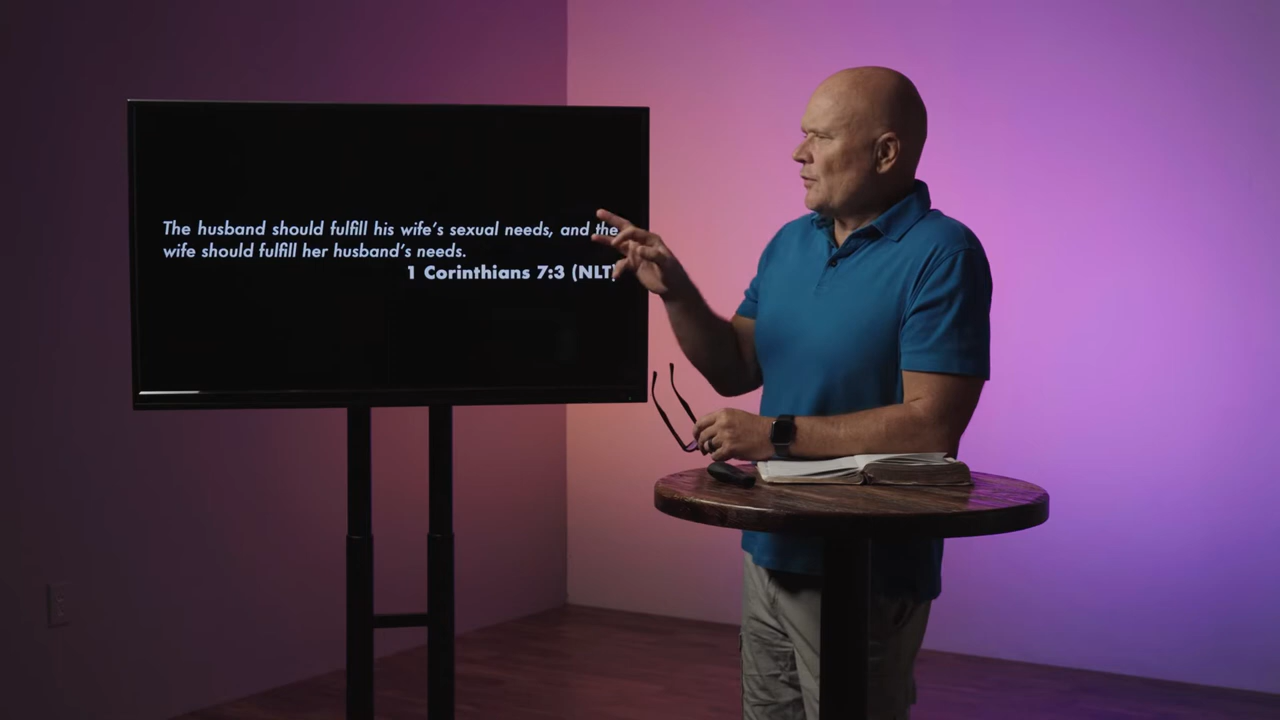 The husband should fulfill his wife's sexual needs, and the
wife should fulfill her husband's needs.
1 Corinthians 7:3 (NLT)